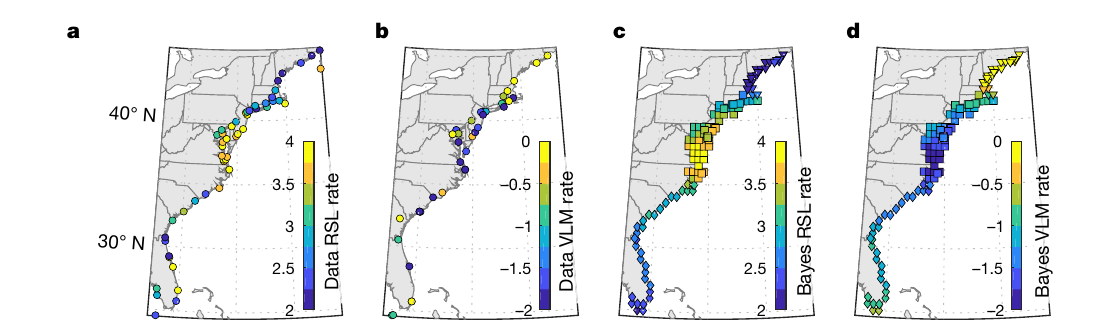 a b c d
40° N
30° N
4
3.5
3
2.5
2
Data RSL rate
0
−0.5
−1
−1.5
−2
Data VLM rate
4
3.5
3
2.5
2
Bayes RSL rate
0
−0.5
−1
−1.5
−2
Bayes VLM rate